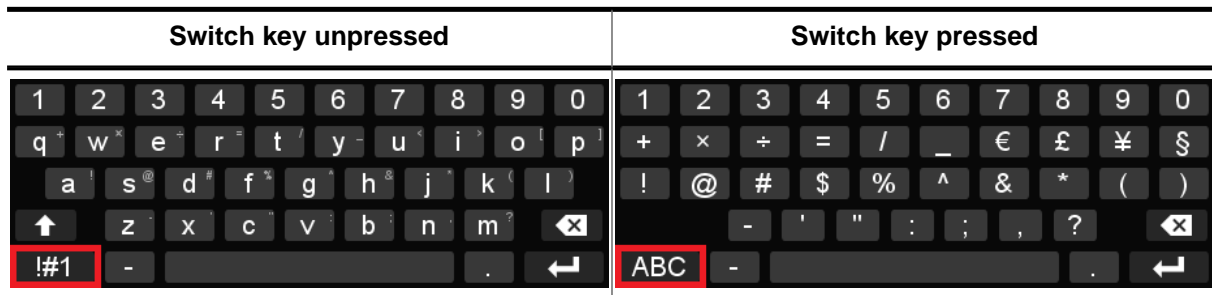 Switch key unpressed Switch key pressed
1 2 3 4 5 6 7 8 9 0 1 2 3 4 5 6 7 8 9 0
q + w × e ÷ r = t / y - u < i > o [ p ] + × ÷ = / _ € £ ¥ §
a ! s @ d # f g h & j * k ( l ) ! @ # $ % ^ & * ( )
z - x ' c " v : b ; n , m ? - ' " : ; , ?
!#1 - . ABC - .